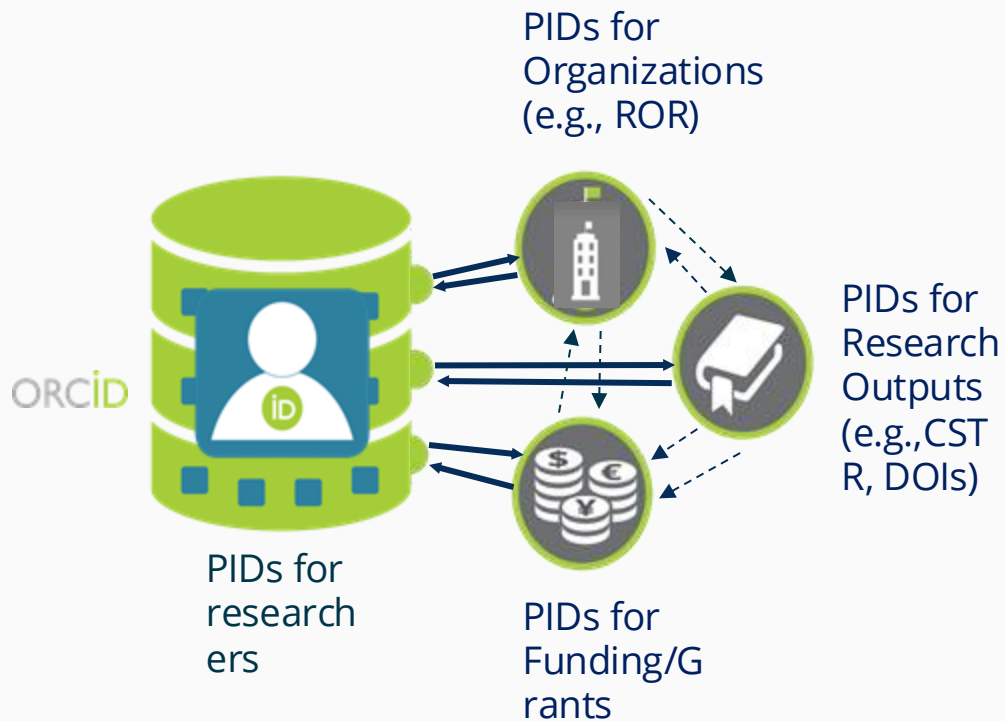 PIDs for
Organizations
(e.g., ROR)
ORCiD
iD
PIDs for
Research
Outputs
(e.g.,CST
R, DOIs)
$
€
¥
PIDs for
research
ers
PIDs for
Funding/G
rants